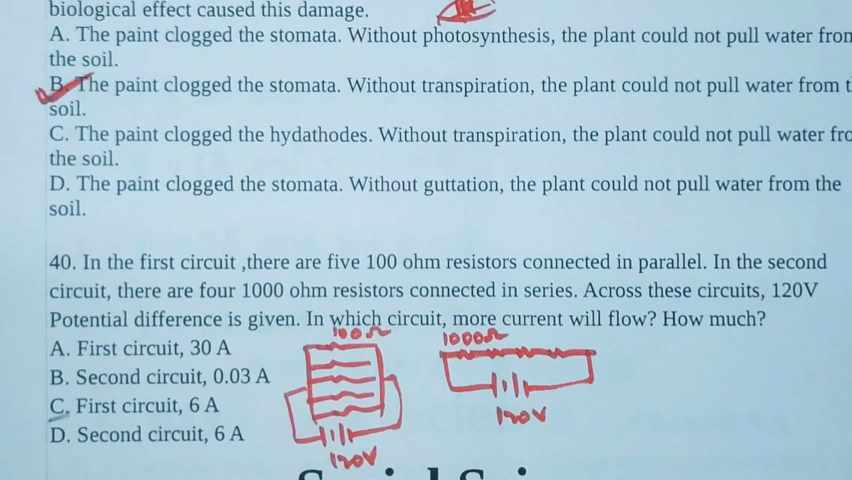 biological effect caused this damage.
A. The paint clogged the stomata. Without photosynthesis, the plant could not pull water from
the soil.
B. The paint clogged the stomata. Without transpiration, the plant could not pull water from t
soil.
C. The paint clogged the hydathodes. Without transpiration, the plant could not pull water fro
the soil.
D. The paint clogged the stomata. Without guttation, the plant could not pull water from the
soil.
40. In the first circuit ,there are five 100 ohm resistors connected in parallel. In the second
circuit, there are four 1000 ohm resistors connected in series. Across these circuits, 120V
Potential difference is given. In which circuit, more current will flow? How much?
A. First circuit, 30 A
B. Second circuit, 0.03 A
C. First circuit, 6 A
D. Second circuit, 6 A
100Ω
120V
1000Ω
120V